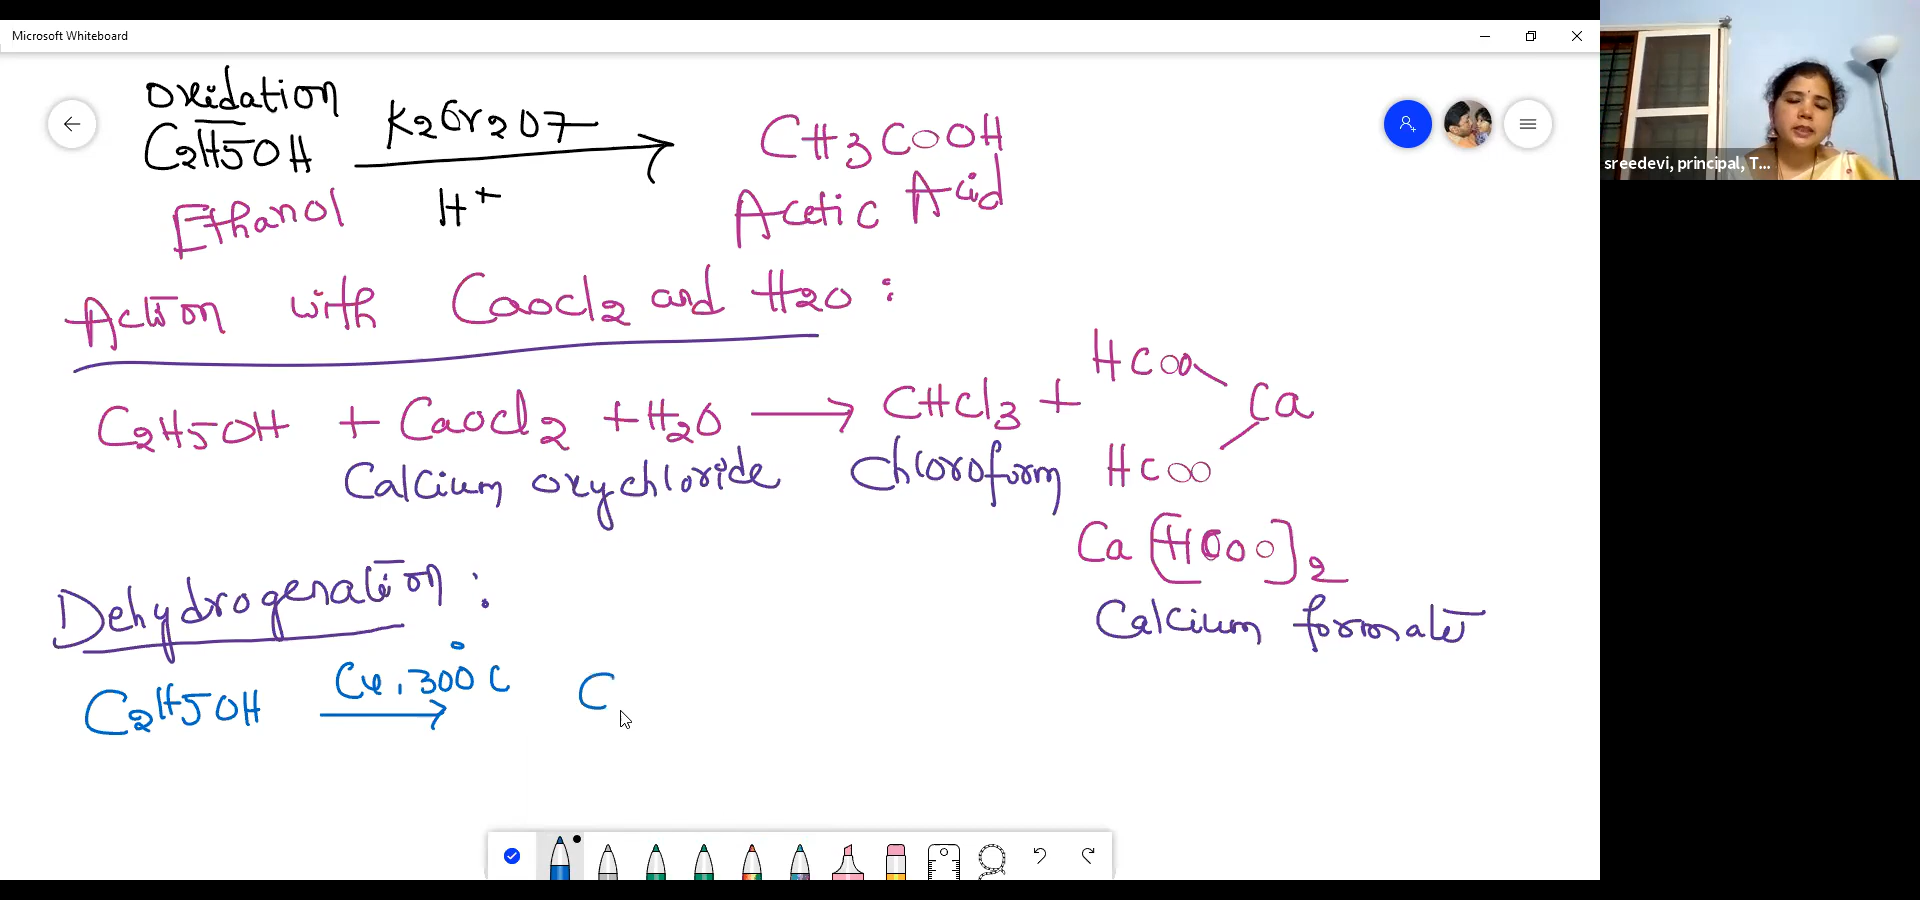 Microsoft Whiteboard
Oxidation
C2H5OH K2Cr2O7 → CH3COOH
Ethanol H+ Acetic Acid
Action with CaOCl2 and H2O :
C2H5OH + CaOCl2 + H2O → CHCl3 + HCOO
HCOO Ca
Calcium oxychloride Chloroform
Ca [HCOO]2
Calcium formate
Dehydrogenation :
C2H5OH Cu, 300°C → C
sreedevi, principal, T...